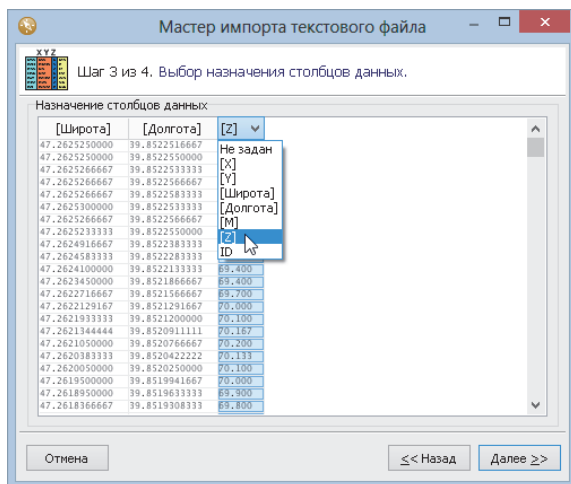 Мастер импорта текстового файла
XYZ
Шаг 3 из 4. Выбор назначения столбцов данных.
Назначение столбцов данных
[Широта] [Долгота] [Z]
47.2625250000 39.8522516667
47.2625250000 39.8522550000
47.2625266667 39.8522533333
47.2625266667 39.8522566667
47.2625266667 39.8522583333
47.2625300000 39.8522533333
47.2625266667 39.8522566667
47.2625233333 39.8522550000
47.2624916667 39.8522383333
47.2624583333 39.8522283333
47.2624100000 39.8522133333 69.400
47.2623450000 39.8521866667 69.400
47.2622716667 39.8521566667 69.700
47.2622129167 39.8521291667 70.000
47.2621933333 39.8521200000 70.100
47.2621344444 39.8520911111 70.167
47.2621050000 39.8520766667 70.200
47.2620383333 39.8520422222 70.133
47.2620050000 39.8520250000 70.100
47.2619500000 39.8519941667 70.000
47.2618950000 39.8519633333 69.900
47.2618366667 39.8519308333 69.800
Не задан
[X]
[Y]
[Широта]
[Долгота]
[M]
[Z]
ID
Отмена
<< Назад
Далее >>